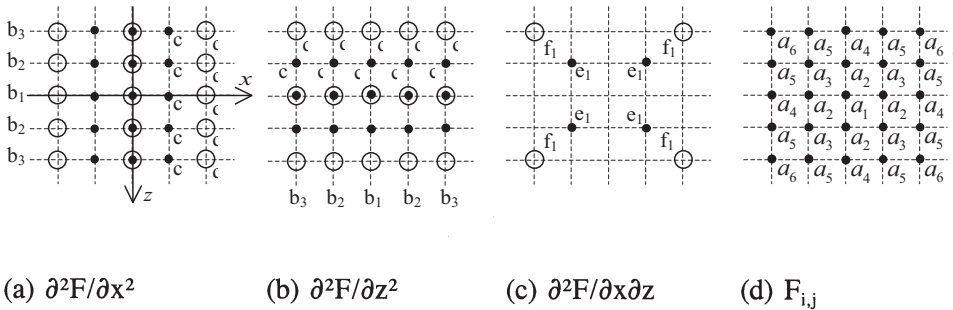 b₃ c c
b₂ c c
b₁ x c c
b₂ c c
b₃ c c
z
c c c c c
c c c c c
b₃ b₂ b₁ b₂ b₃
f₁ f₁
e₁ e₁
e₁ e₁
f₁ f₁
a₆ a₅ a₄ a₅ a₆
a₅ a₃ a₂ a₃ a₅
a₄ a₂ a₁ a₂ a₄
a₅ a₃ a₂ a₃ a₅
a₆ a₅ a₄ a₅ a₆
(a) ∂²F/∂x²
(b) ∂²F/∂z²
(c) ∂²F/∂x∂z
(d) Fᵢ,ⱼ